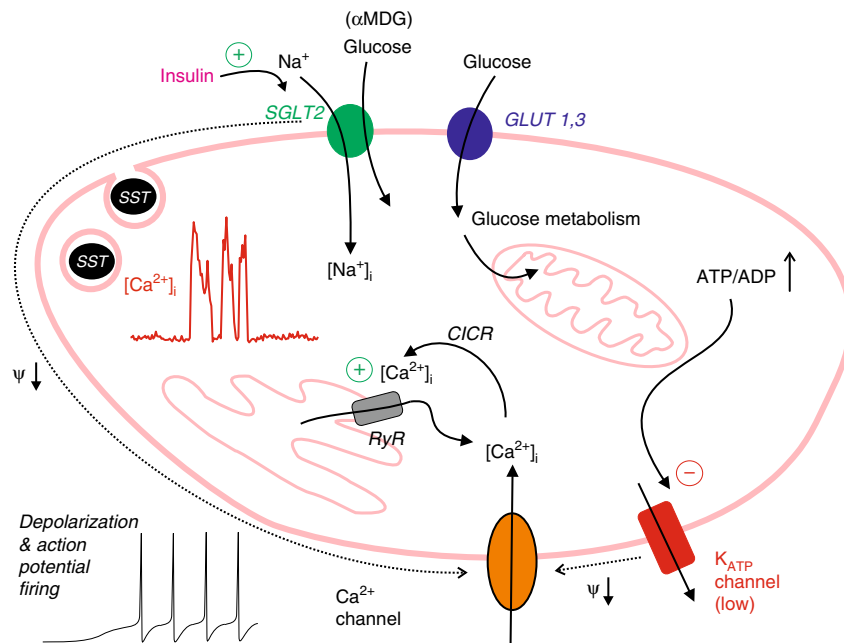 (αMDG)
Glucose
Na⁺
Insulin
+
SGLT2
Glucose
GLUT 1,3
SST
SST
[Ca²⁺]ᵢ
[Na⁺]ᵢ
Glucose metabolism
ATP/ADP
ψ
CICR
+
[Ca²⁺]ᵢ
RyR
[Ca²⁺]ᵢ
−
Depolarization
& action
potential
firing
Ca²⁺
channel
ψ
K_ATP
channel
(low)